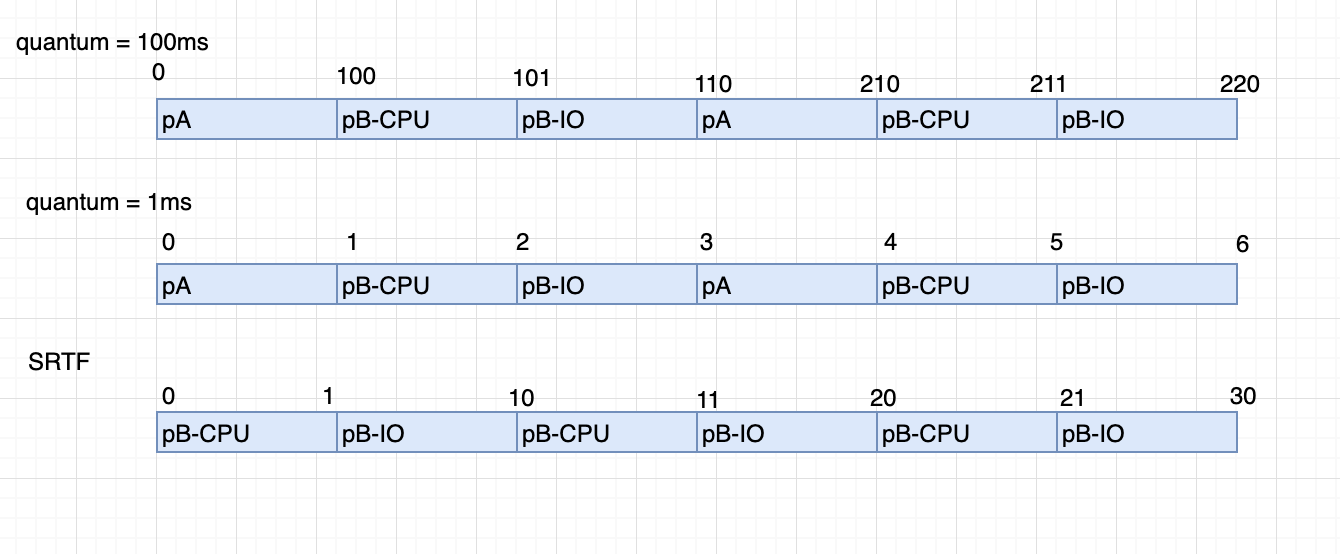 quantum = 100ms
0 100 101 110 210 211 220
pA pB-CPU pB-IO pA pB-CPU pB-IO
quantum = 1ms
0 1 2 3 4 5 6
pA pB-CPU pB-IO pA pB-CPU pB-IO
SRTF
0 1 10 11 20 21 30
pB-CPU pB-IO pB-CPU pB-IO pB-CPU pB-IO